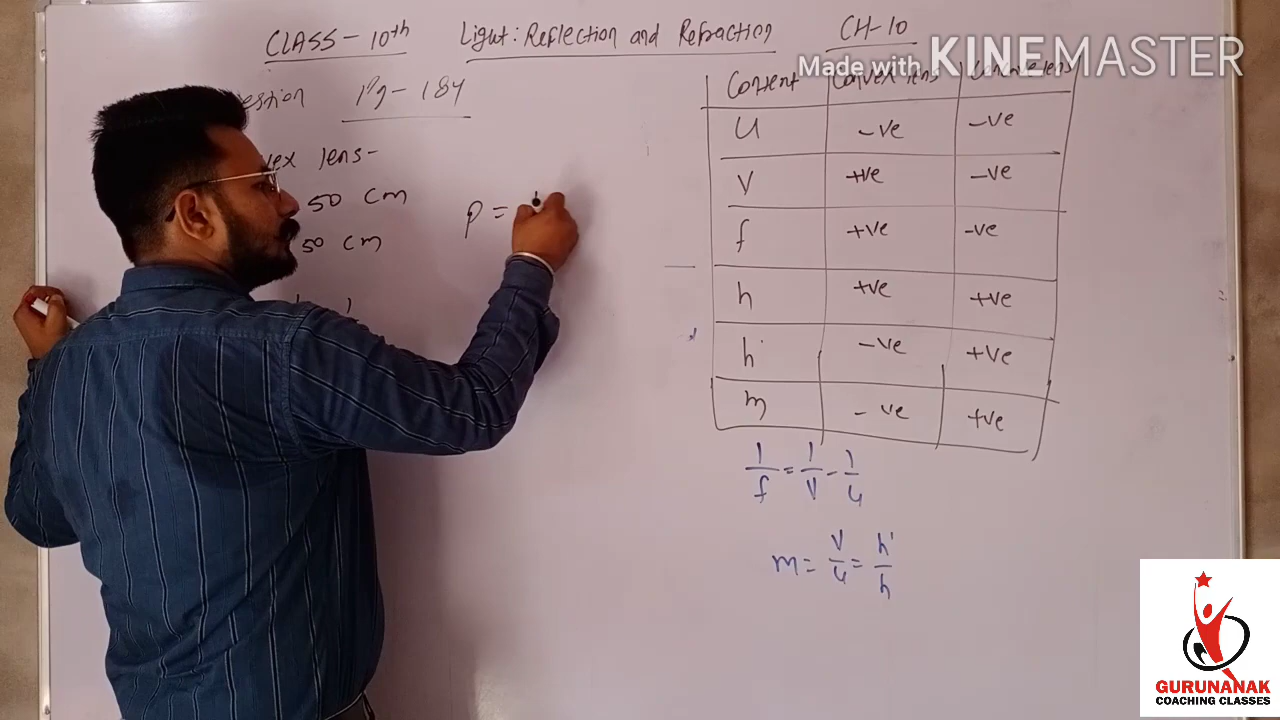 CLASS-10th Light: Reflection and Refraction CH-10
Made with KINEMASTER
estion Pg-184
vex lens-
50 cm
50 cm
p =
Content Convex lens
u -ve -ve
v +ve -ve
f +ve -ve
h +ve +ve
h' -ve +ve
m -ve +ve
1/f = 1/v - 1/u
m = v/u = h'/h
GURUNANAK
COACHING CLASSES